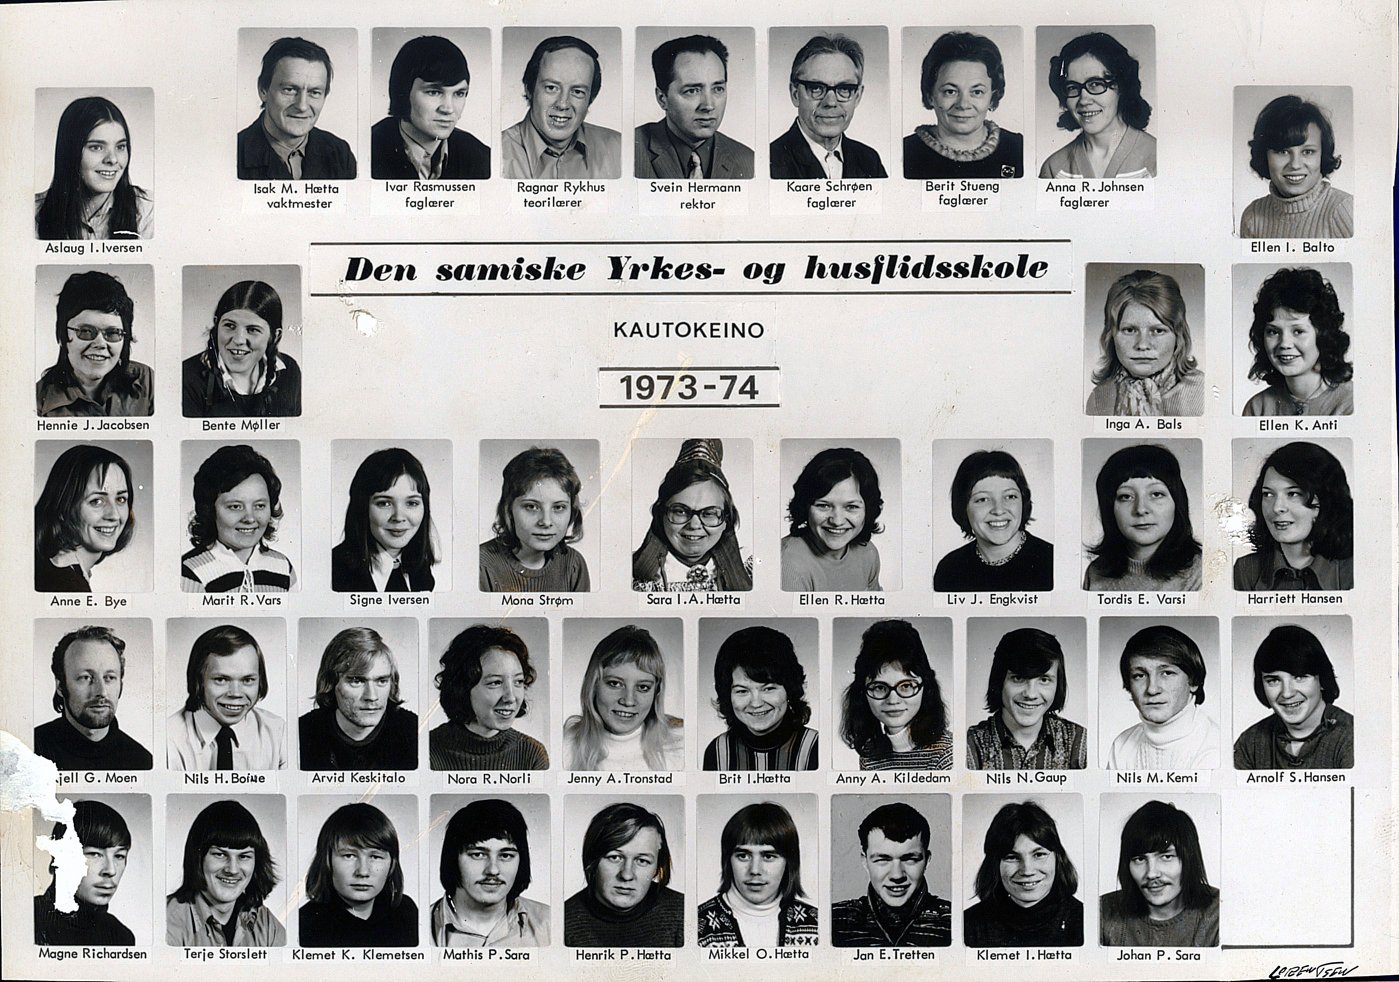 Isak M. Hætta
vaktmester
Ivar Rasmussen
faglærer
Ragnar Rykhus
teorilærer
Svein Hermann
rektor
Kaare Schrøen
faglærer
Berit Stueng
faglærer
Anna R. Johnsen
faglærer
Aslaug I. Iversen
Ellen I. Balto
Den samiske Yrkes- og husflidsskole
KAUTOKEINO
1973-74
Hennie J. Jacobsen
Bente Møller
Inga A. Bals
Ellen K. Anti
Anne E. Bye
Marit R. Vars
Signe Iversen
Mona Strøm
Sara I. A. Hætta
Ellen R. Hætta
Liv J. Engkvist
Tordis E. Varsi
Harriett Hansen
jell G. Moen
Nils H. Boine
Arvid Keskitalo
Nora R. Norli
Jenny A. Tronstad
Brit I. Hætta
Anny A. Kildedam
Nils N. Gaup
Nils M. Kemi
Arnolf S. Hansen
Magne Richardsen
Terje Storslett
Klemet K. Klemetsen
Mathis P. Sara
Henrik P. Hætta
Mikkel O. Hætta
Jan E. Tretten
Klemet I. Hætta
Johan P. Sara
LORENTSEN